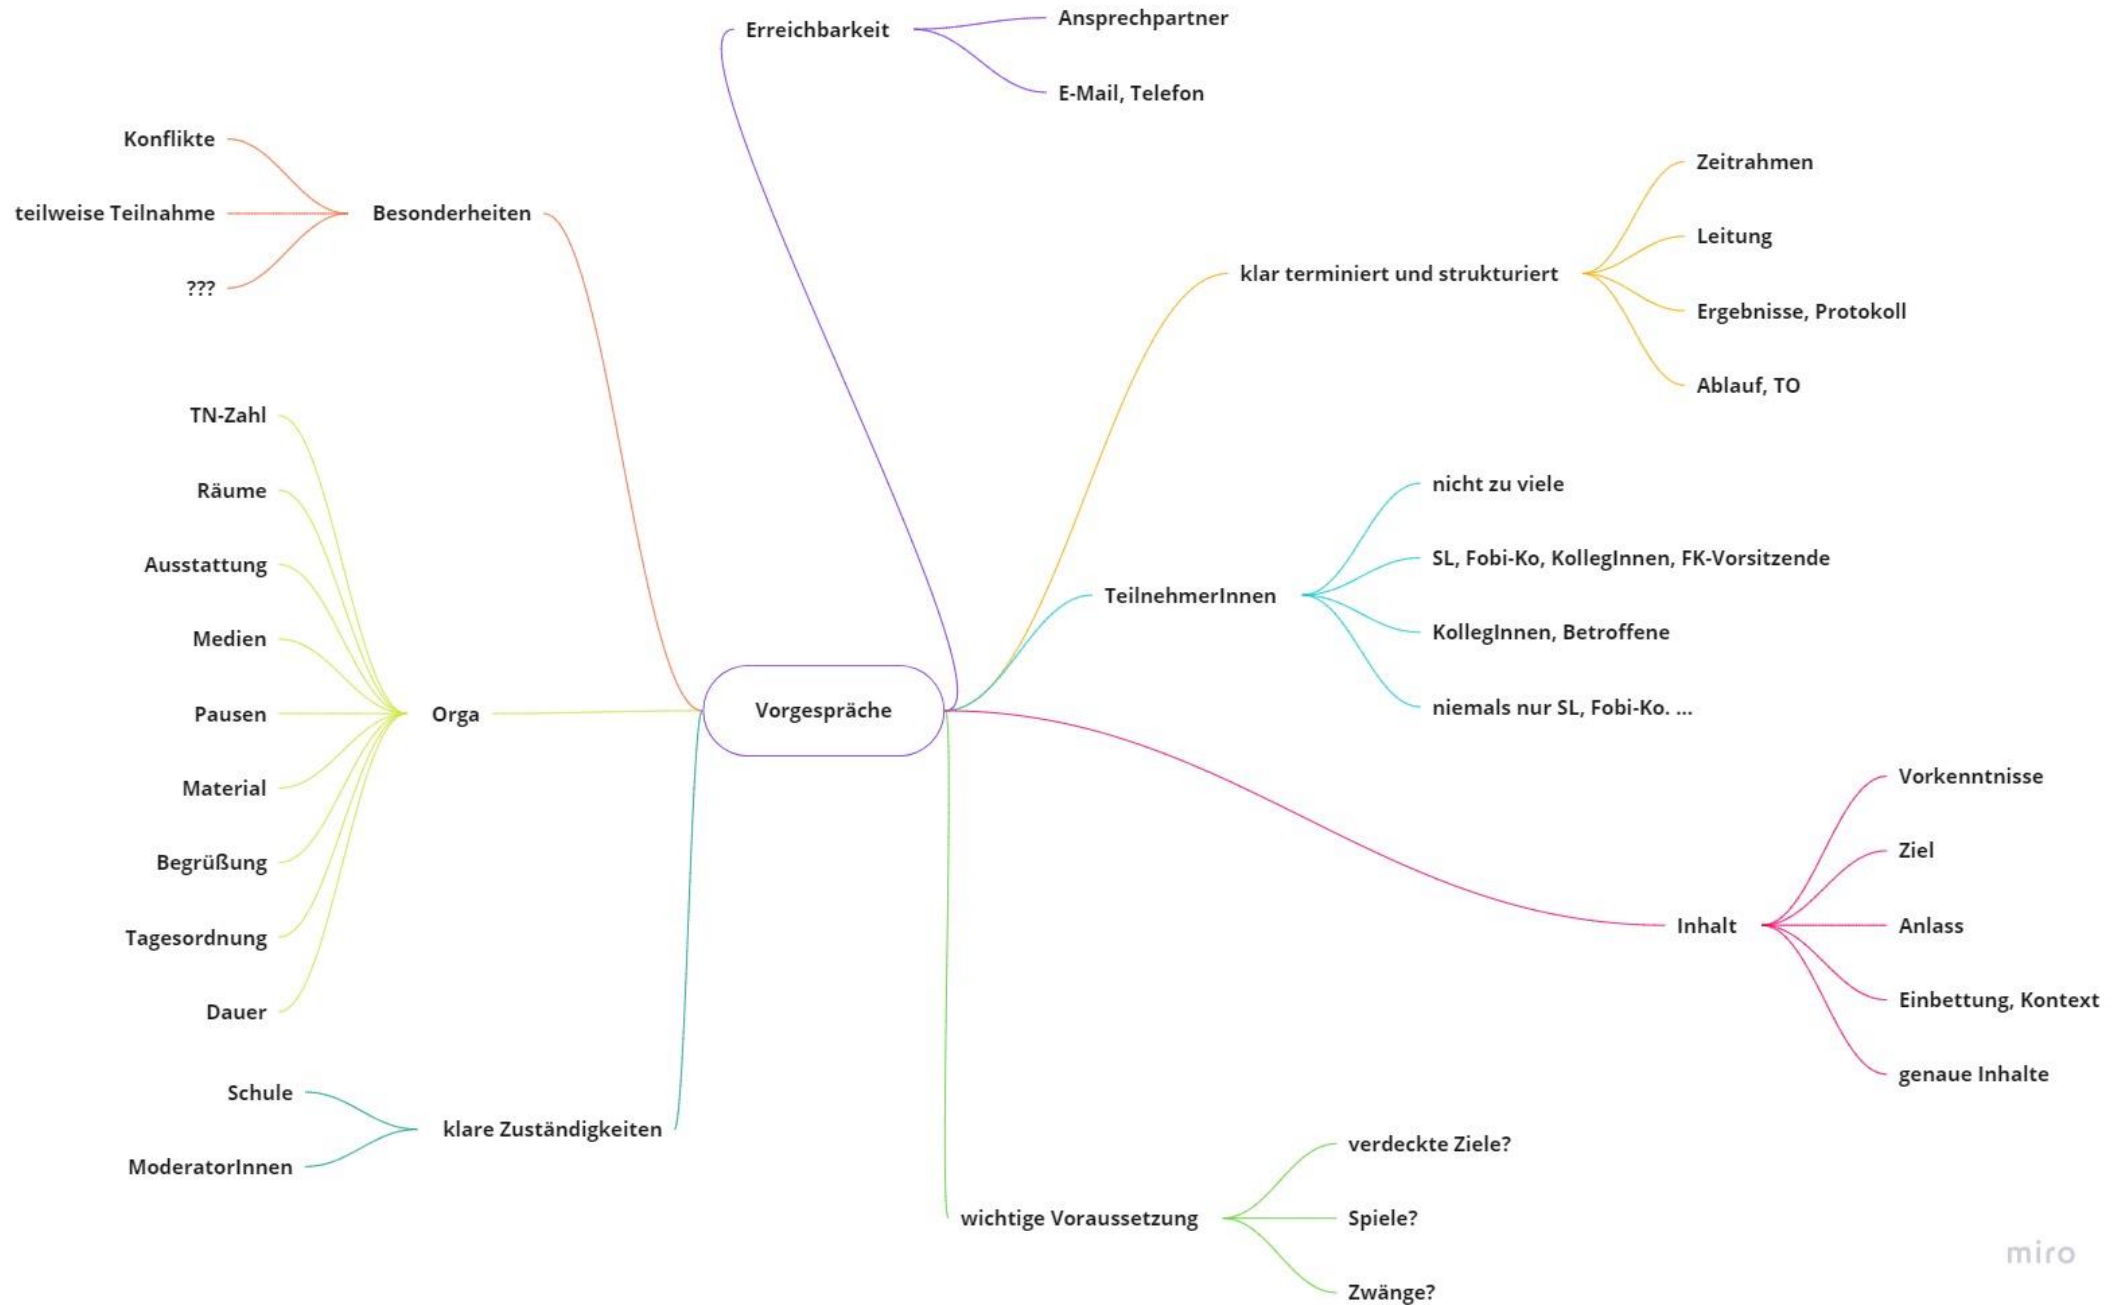 Vorgespräche
Erreichbarkeit
Ansprechpartner
E-Mail, Telefon
klar terminiert und strukturiert
Zeitrahmen
Leitung
Ergebnisse, Protokoll
Ablauf, TO
TeilnehmerInnen
nicht zu viele
SL, Fobi-Ko, KollegInnen, FK-Vorsitzende
KollegInnen, Betroffene
niemals nur SL, Fobi-Ko. ...
Inhalt
Vorkenntnisse
Ziel
Anlass
Einbettung, Kontext
genaue Inhalte
wichtige Voraussetzung
verdeckte Ziele?
Spiele?
Zwänge?
Besonderheiten
Konflikte
teilweise Teilnahme
???
Orga
TN-Zahl
Räume
Ausstattung
Medien
Pausen
Material
Begrüßung
Tagesordnung
Dauer
klare Zuständigkeiten
Schule
ModeratorInnen
miro